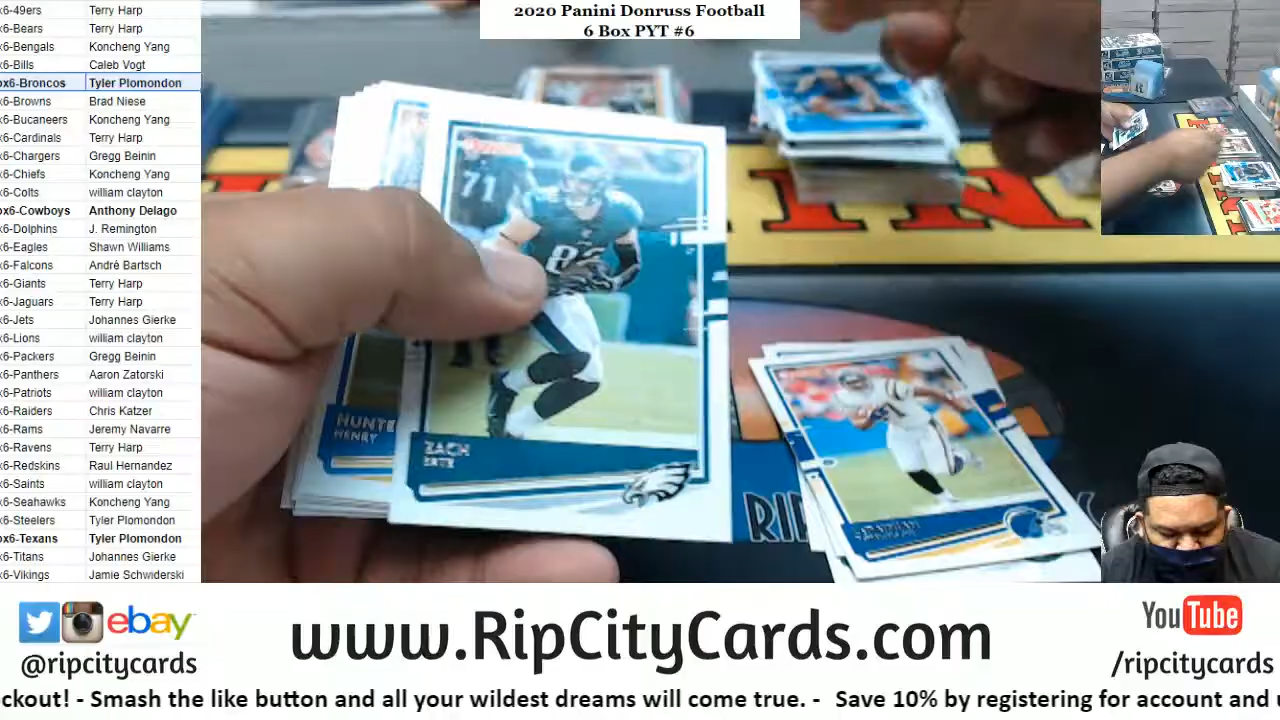 x6-49ers Terry Harp
x6-Bears Terry Harp
x6-Bengals Koncheng Yang
x6-Bills Caleb Vogt
ox6-Broncos Tyler Plomondon
x6-Browns Brad Niese
x6-Bucaneers Koncheng Yang
x6-Cardinals Terry Harp
x6-Chargers Gregg Beinin
x6-Chiefs Koncheng Yang
x6-Colts william clayton
ox6-Cowboys Anthony Delago
x6-Dolphins J. Remington
x6-Eagles Shawn Williams
x6-Falcons André Bartsch
x6-Giants Terry Harp
x6-Jaguars Terry Harp
x6-Jets Johannes Gierke
x6-Lions william clayton
x6-Packers Gregg Beinin
x6-Panthers Aaron Zatorski
x6-Patriots william clayton
x6-Raiders Chris Katzer
x6-Rams Jeremy Navarre
x6-Ravens Terry Harp
x6-Redskins Raul Hernandez
x6-Saints william clayton
x6-Seahawks Koncheng Yang
x6-Steelers Tyler Plomondon
ox6-Texans Tyler Plomondon
x6-Titans Johannes Gierke
x6-Vikings Jamie Schwiderski
2020 Panini Donruss Football
6 Box PYT #6
71
HUNTE
HENRY
ZACH
ERTZ
RIP
ebay
@ripcitycards
www.RipCityCards.com
YouTube
/ripcitycards
ckout! - Smash the like button and all your wildest dreams will come true. - Save 10% by registering for account and u